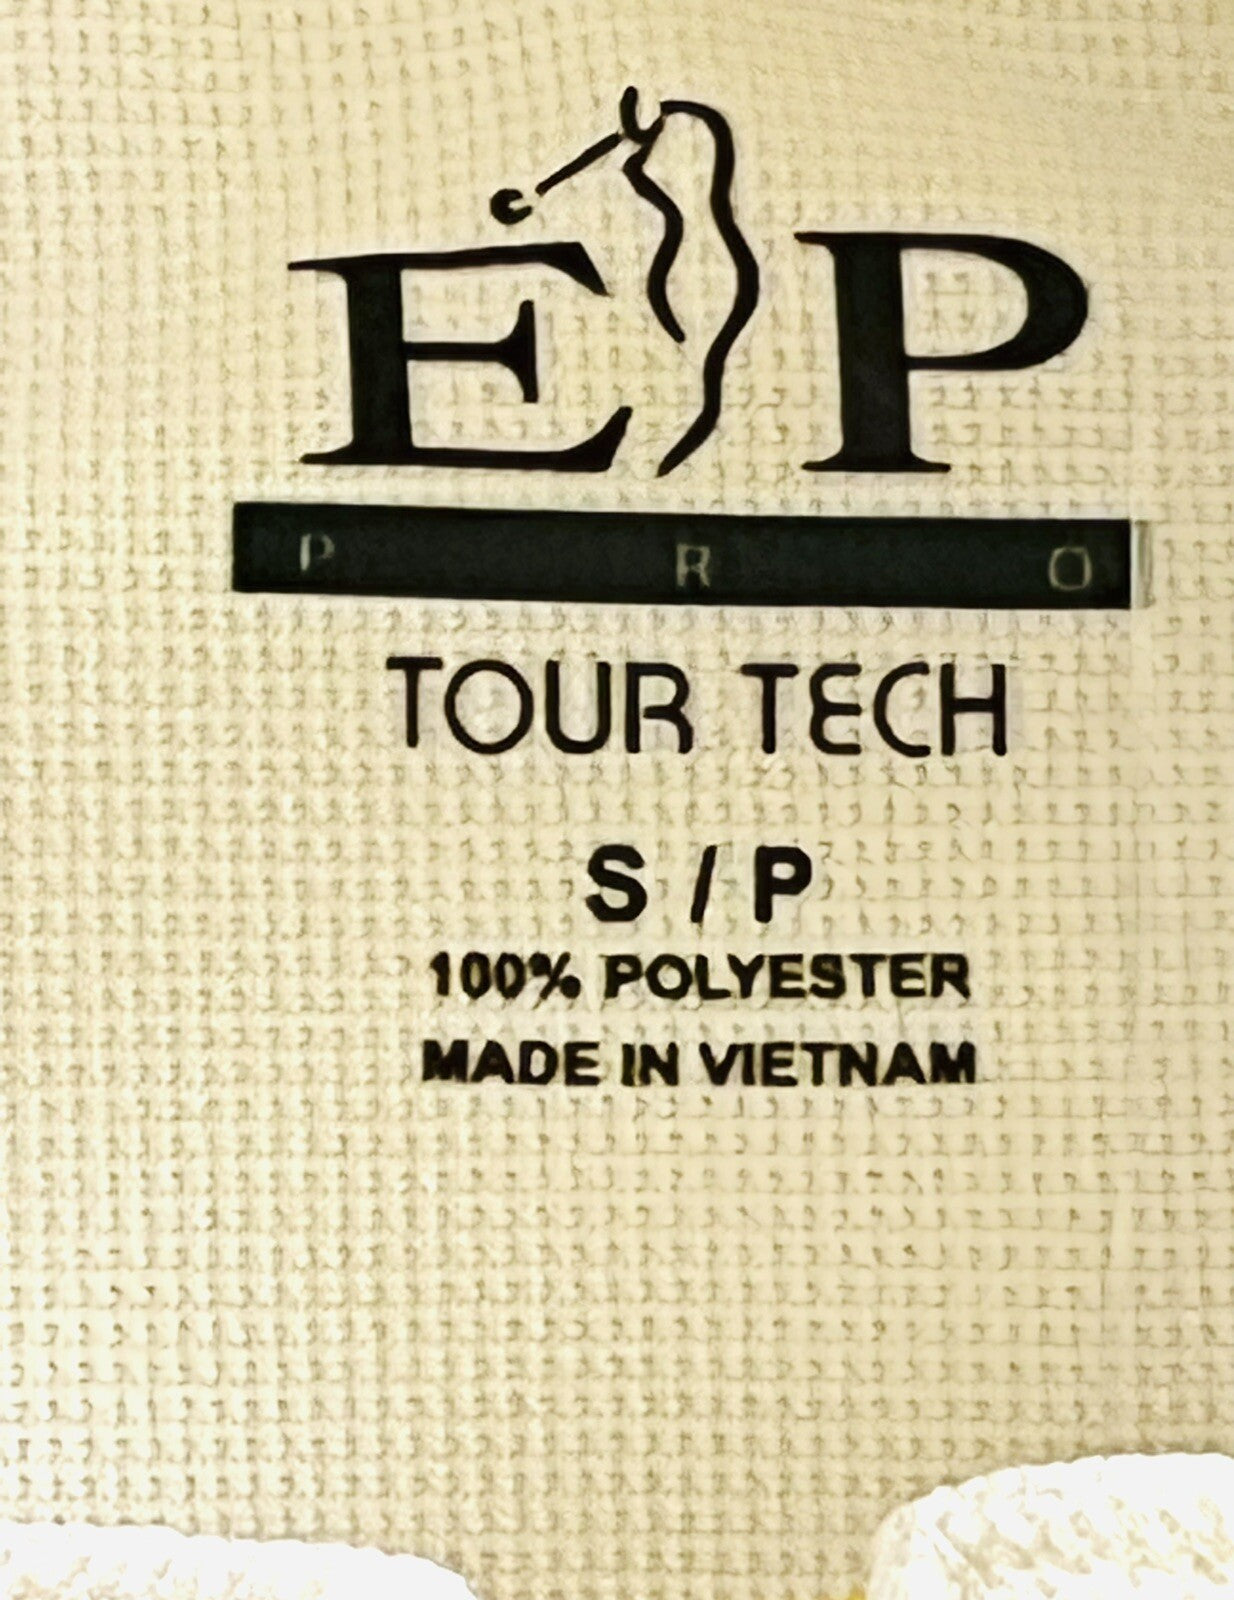 EP
PRO
TOUR TECH
S / P
100% POLYESTER
MADE IN VIETNAM